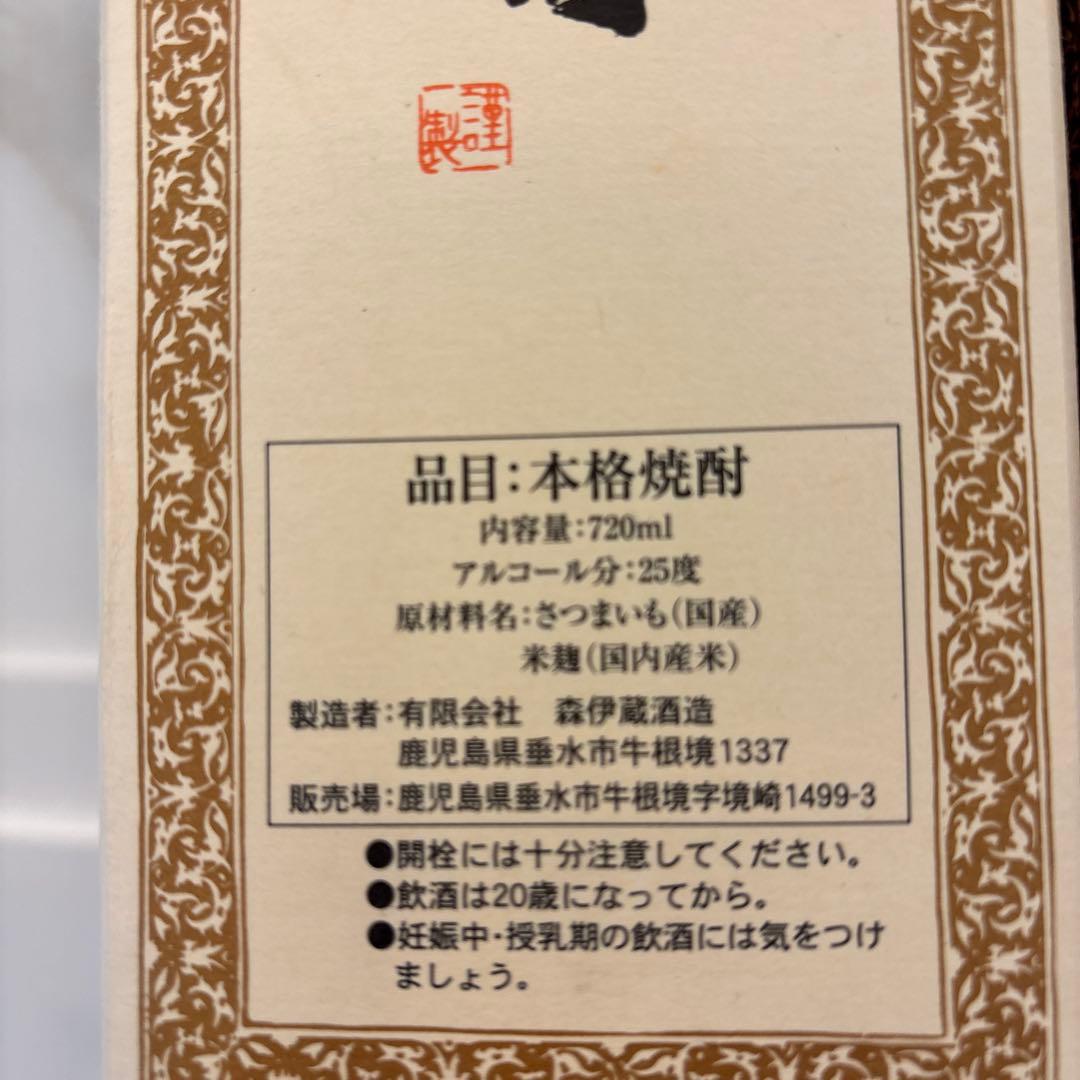 謹製
品目：本格焼酎
内容量：720ml
アルコール分：25度
原材料名：さつまいも（国産）
米麹（国内産米）
製造者：有限会社　森伊蔵酒造
鹿児島県垂水市牛根境1337
販売場：鹿児島県垂水市牛根境字境崎1499-3
●開栓には十分注意してください。
●飲酒は20歳になってから。
●妊娠中・授乳期の飲酒には気をつけ
ましょう。